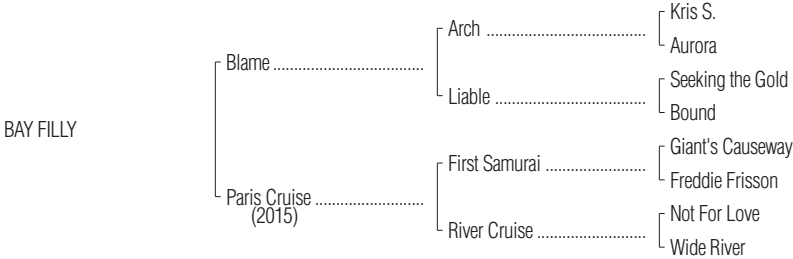 Kris S.
Arch ....................................
Aurora
Blame ..................................
Seeking the Gold
Liable ..................................
Bound
BAY FILLY
Giant's Causeway
First Samurai .......................
Freddie Frisson
Paris Cruise .........................
(2015)
Not For Love
River Cruise .........................
Wide River